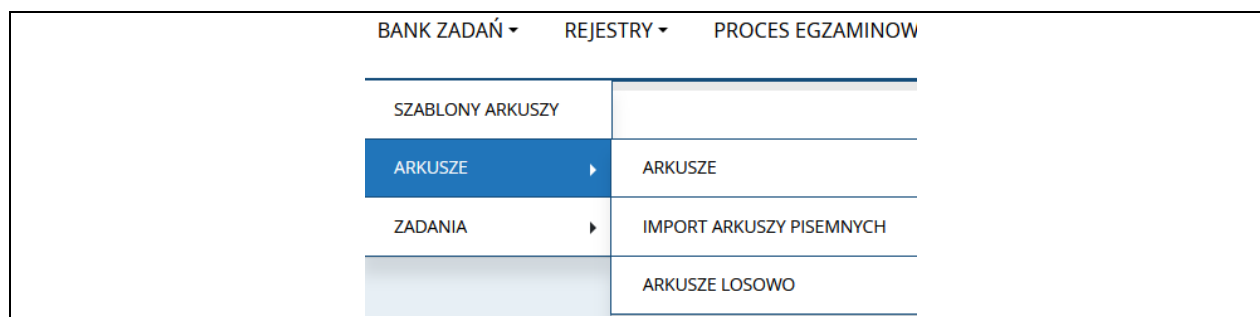 BANK ZADAŃ REJESTRY PROCES EGZAMINOW
SZABLONY ARKUSZY
ARKUSZE ARKUSZE
ZADANIA IMPORT ARKUSZY PISEMNYCH
ARKUSZE LOSOWO